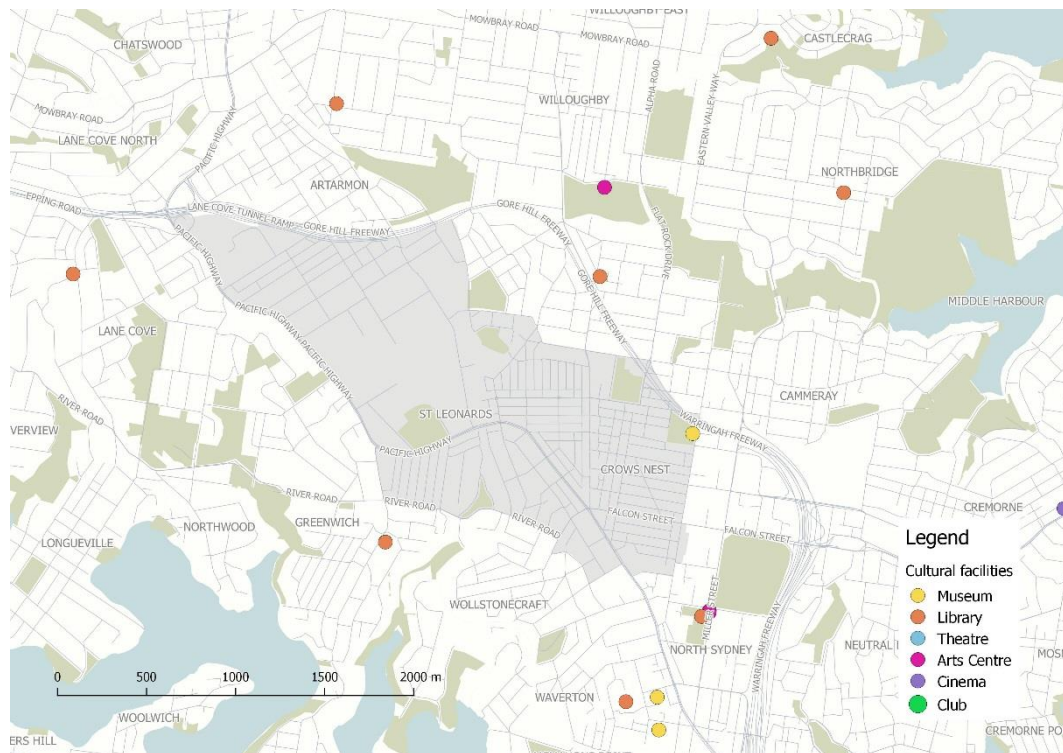 WILLOUGHBY EAST
MOWBRAY ROAD
CASTLECRAG
CHATSWOOD
MOWBRAY ROAD
ALPHA ROAD
EASTERN VALLEY WAY
PACIFIC HIGHWAY
WILLOUGHBY
MOWBRAY ROAD
LANE COVE NORTH
NORTHBRIDGE
ARTARMON
EPPING ROAD
LANE COVE TUNNEL-RAMP
GORE HILL FREEWAY
GORE HILL FREEWAY
FLAT ROCK DRIVE
PACIFIC HIGHWAY
GORE HILL FREEWAY
MIDDLE HARBOUR
PACIFIC HIGHWAY-PACIFIC HIGHWAY
LANE COVE
CAMMERAY
RIVER ROAD
ST LEONARDS
WARRINGAH FREEWAY
VERVIEW
PACIFIC HIGHWAY
CROWS NEST
RIVER ROAD
RIVER-ROAD
CREMORNE
NORTHWOOD
GREENWICH
RIVER ROAD
FALCON STREET
FALCON STREET
LONGUEVILLE
WOLLSTONECRAFT
MILLER STREET
WARRINGAH FREEWAY
NORTH SYDNEY
NEUTRAL
MOS
WAVERTON
WOOLWICH
ERS HILL
CREMORNE PO
0 500 1000 1500 2000 m
Legend
Cultural facilities
Museum
Library
Theatre
Arts Centre
Cinema
Club